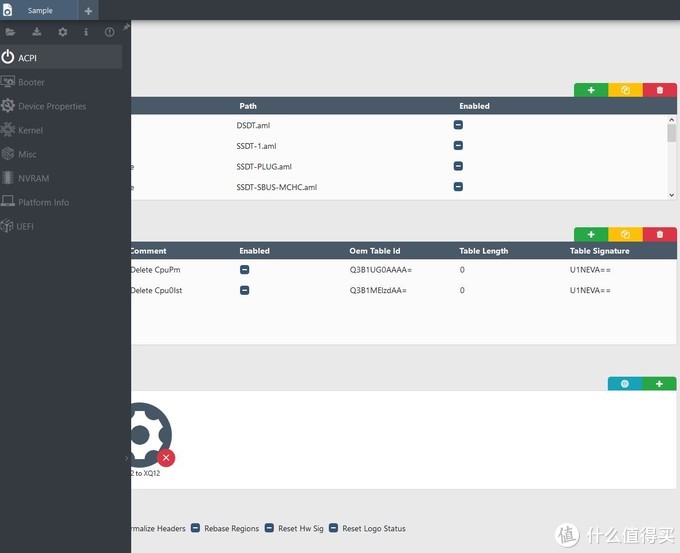 Sample
ACPI
Booter
Device Properties
Kernel
Misc
NVRAM
Platform Info
UEFI
Path Enabled
DSDT.aml
SSDT-1.aml
e SSDT-PLUG.aml
e SSDT-SBUS-MCHC.aml
Comment Enabled Oem Table Id Table Length Table Signature
Delete CpuPm Q3B1UG0AAAA= 0 U1NEVA==
Delete Cpu0Ist Q3B1MElzdAA= 0 U1NEVA==
2 to XQ12
rmalize Headers Rebase Regions Reset Hw Sig Reset Logo Status
值 什么值得买